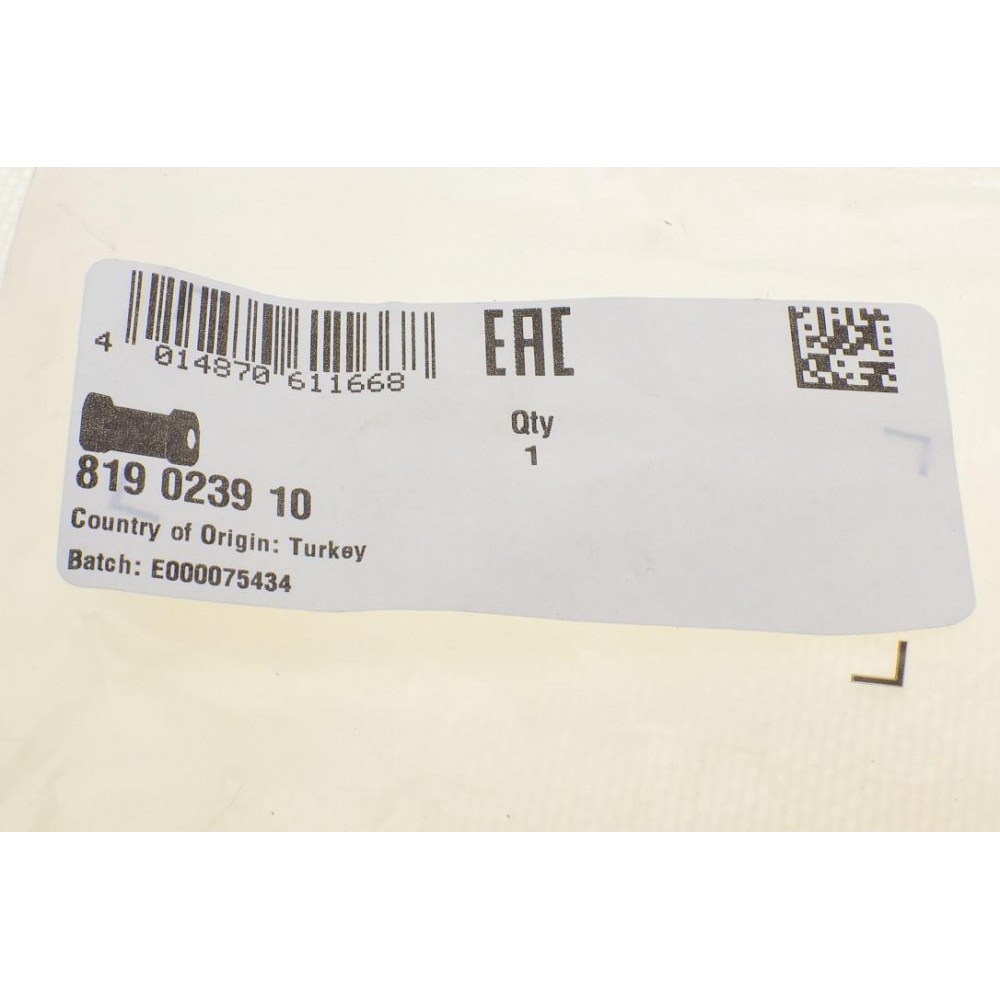 4 014870 611668
EAC
Qty
1
819 0239 10
Country of Origin: Turkey
Batch: E000075434